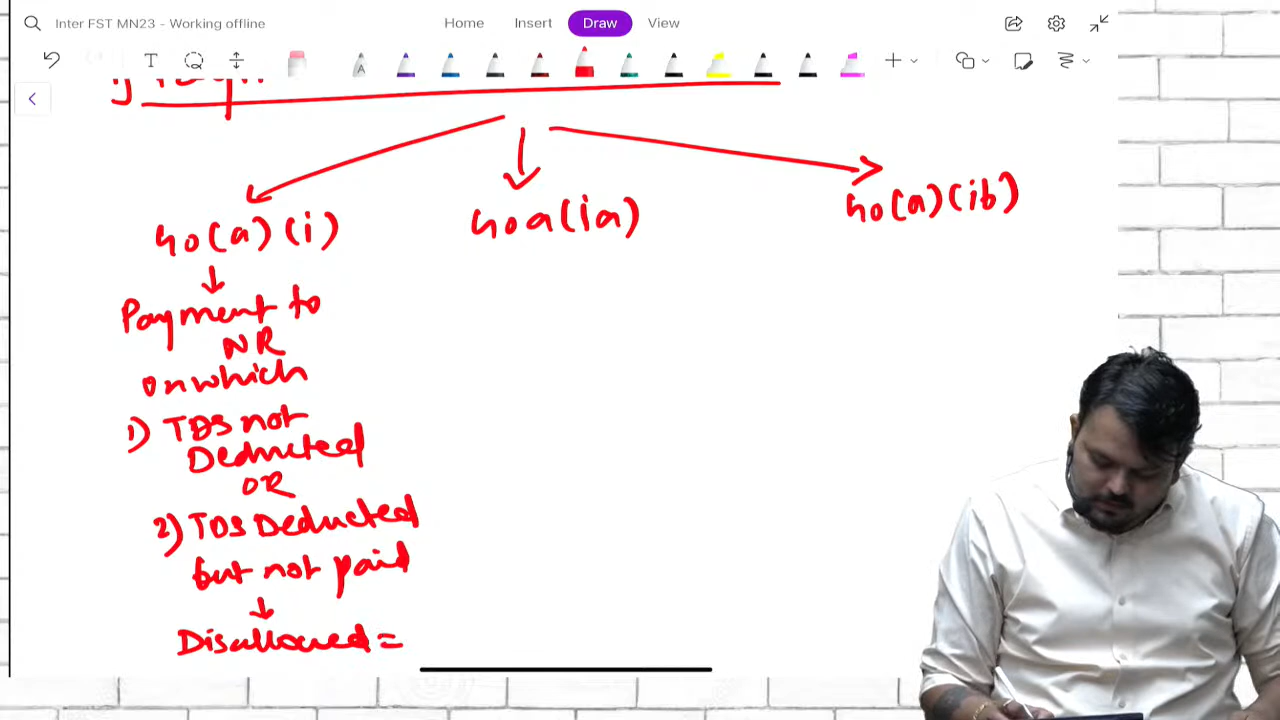 Inter FST MN23 - Working offline
Home Insert Draw View
40(a)(i)
40a(ia)
40(a)(ib)
Payment to
NR
on which
1) TDS not
Deducted
OR
2) TDS Deducted
but not paid
Disallowed =